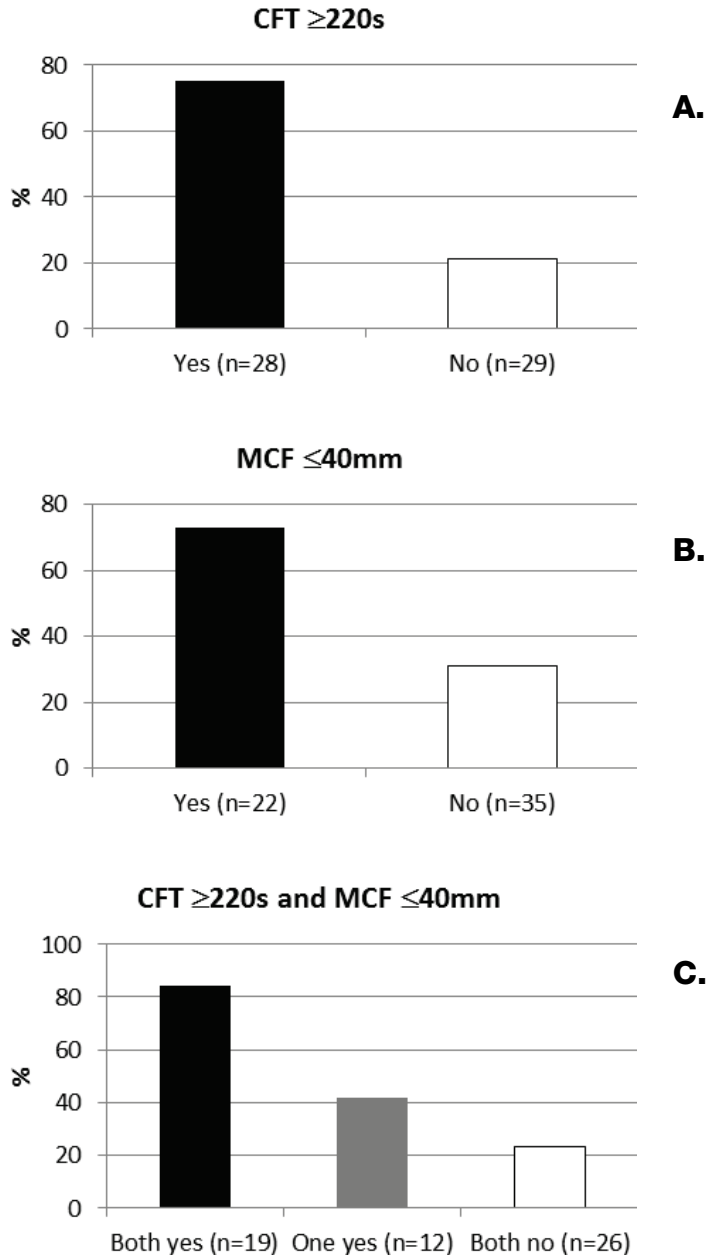 CFT ≥220s
A.
80
60
40
20
0
%
Yes (n=28) No (n=29)
MCF ≤40mm
B.
80
60
40
20
0
%
Yes (n=22) No (n=35)
CFT ≥220s and MCF ≤40mm
C.
100
80
60
40
20
0
%
Both yes (n=19) One yes (n=12) Both no (n=26)